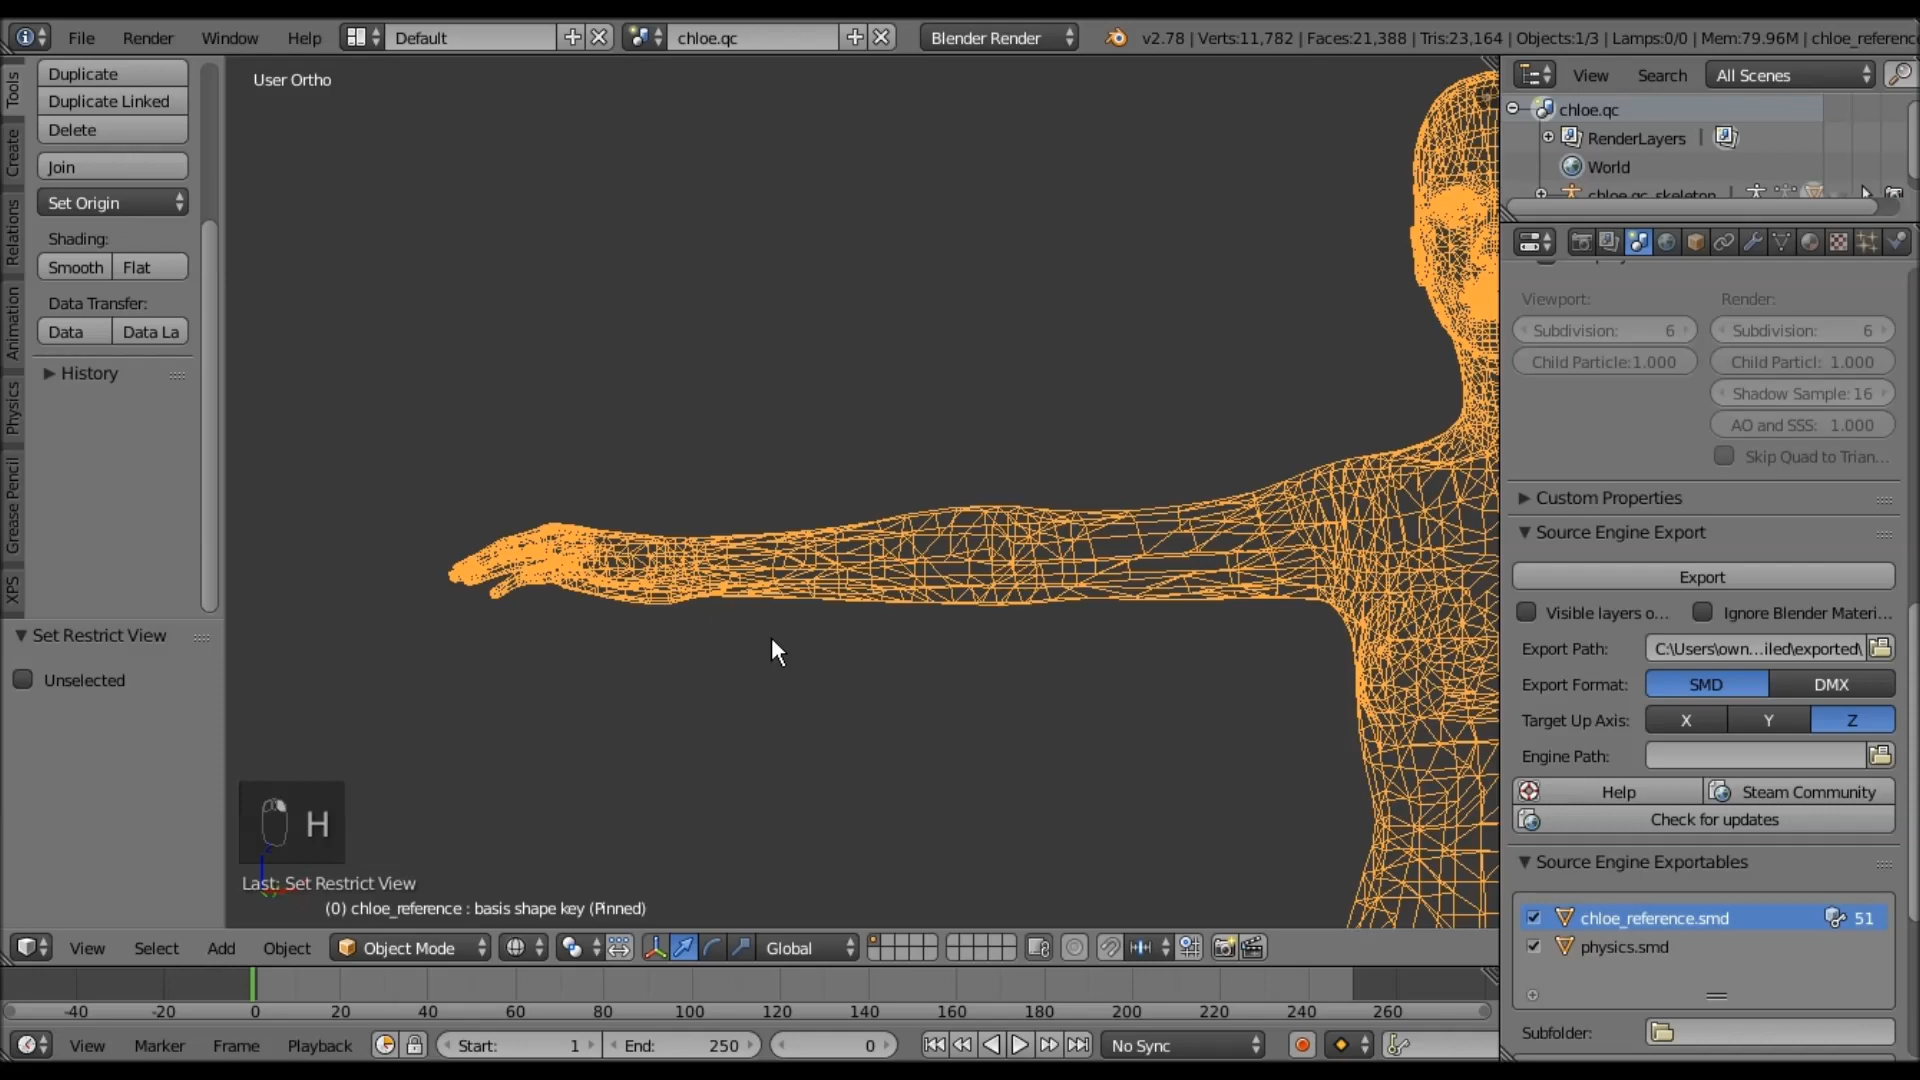 File Render Window Help Default chloe.qc Blender Render v2.78 | Verts:11,782 | Faces:21,388 | Tris:23,164 | Objects:1/3 | Lamps:0/0 | Mem:79.96M | chloe_reference
Tools
Create
Relations
Animation
Physics
Grease Pencil
XPS
Duplicate
Duplicate Linked
Delete
Join
Set Origin
Shading:
Smooth Flat
Data Transfer:
Data Data La
History
Set Restrict View
Unselected
User Ortho
H
Last: Set Restrict View
(0) chloe_reference : basis shape key (Pinned)
View Select Add Object Object Mode Global
-40 -20 0 20 40 60 80 100 120 140 160 180 200 220 240 260
View Marker Frame Playback Start: 1 End: 250 0 No Sync
View Search All Scenes
chloe.qc
RenderLayers |
World
chloe.qc_skeleton |
Viewport: Render:
Subdivision: 6 Subdivision: 6
Child Particle:1.000 Child Particl: 1.000
Shadow Sample: 16
AO and SSS: 1.000
Skip Quad to Trian...
Custom Properties
Source Engine Export
Export
Visible layers o... Ignore Blender Materi...
Export Path: C:\Users\own...iled\exported\
Export Format: SMD DMX
Target Up Axis: X Y Z
Engine Path:
Help Steam Community
Check for updates
Source Engine Exportables
chloe_reference.smd 51
physics.smd
Subfolder: